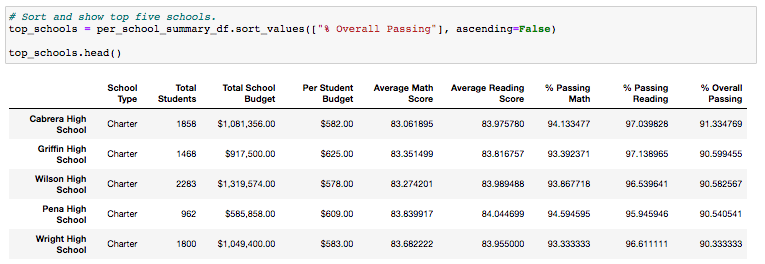 # Sort and show top five schools.
top_schools = per_school_summary_df.sort_values(["% Overall Passing"], ascending=False)
top_schools.head()
School Type Total Students Total School Budget Per Student Budget Average Math Score Average Reading Score % Passing Math % Passing Reading % Overall Passing
Cabrera High School Charter 1858 $1,081,356.00 $582.00 83.061895 83.975780 94.133477 97.039828 91.334769
Griffin High School Charter 1468 $917,500.00 $625.00 83.351499 83.816757 93.392371 97.138965 90.599455
Wilson High School Charter 2283 $1,319,574.00 $578.00 83.274201 83.989488 93.867718 96.539641 90.582567
Pena High School Charter 962 $585,858.00 $609.00 83.839917 84.044699 94.594595 95.945946 90.540541
Wright High School Charter 1800 $1,049,400.00 $583.00 83.682222 83.955000 93.333333 96.611111 90.333333